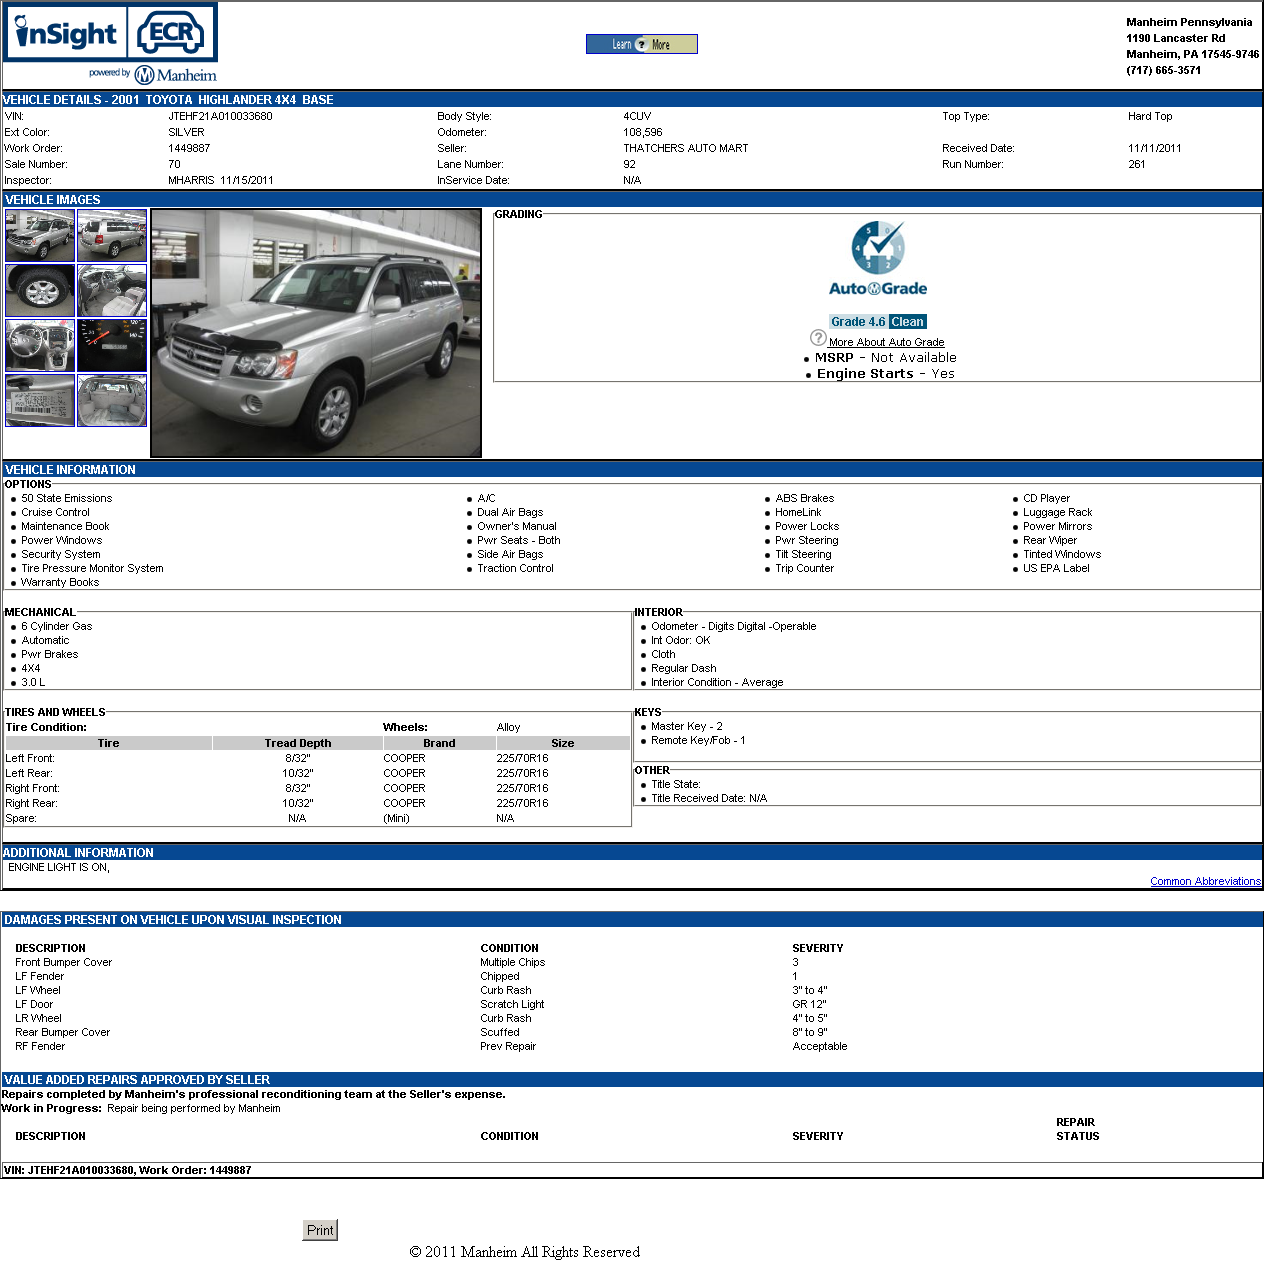 inSight ECR
powered by Manheim
Learn ? More
Manheim Pennsylvania
1190 Lancaster Rd
Manheim, PA 17545-9746
(717) 665-3571
VEHICLE DETAILS - 2001 TOYOTA HIGHLANDER 4X4 BASE
VIN: JTEHF21A010033680 Body Style: 4CUV Top Type: Hard Top
Ext Color: SILVER Odometer: 108,596
Work Order: 1449887 Seller: THATCHERS AUTO MART Received Date: 11/11/2011
Sale Number: 70 Lane Number: 92 Run Number: 261
Inspector: MHARRIS 11/15/2011 InService Date: N/A
VEHICLE IMAGES
GRADING
5 0 1 4 3 2
AutoGrade
Grade 4.6 Clean
? More About Auto Grade
• MSRP - Not Available
• Engine Starts - Yes
VEHICLE INFORMATION
OPTIONS
• 50 State Emissions • A/C • ABS Brakes • CD Player
• Cruise Control • Dual Air Bags • HomeLink • Luggage Rack
• Maintenance Book • Owner's Manual • Power Locks • Power Mirrors
• Power Windows • Pwr Seats - Both • Pwr Steering • Rear Wiper
• Security System • Side Air Bags • Tilt Steering • Tinted Windows
• Tire Pressure Monitor System • Traction Control • Trip Counter • US EPA Label
• Warranty Books
MECHANICAL
• 6 Cylinder Gas
• Automatic
• Pwr Brakes
• 4X4
• 3.0 L
INTERIOR
• Odometer - Digits Digital -Operable
• Int Odor: OK
• Cloth
• Regular Dash
• Interior Condition - Average
TIRES AND WHEELS
Tire Condition: Wheels: Alloy
Tire Tread Depth Brand Size
Left Front: 8/32" COOPER 225/70R16
Left Rear: 10/32" COOPER 225/70R16
Right Front: 8/32" COOPER 225/70R16
Right Rear: 10/32" COOPER 225/70R16
Spare: N/A (Mini) N/A
KEYS
• Master Key - 2
• Remote Key/Fob - 1
OTHER
• Title State:
• Title Received Date: N/A
ADDITIONAL INFORMATION
ENGINE LIGHT IS ON,
Common Abbreviations
DAMAGES PRESENT ON VEHICLE UPON VISUAL INSPECTION
DESCRIPTION CONDITION SEVERITY
Front Bumper Cover Multiple Chips 3
LF Fender Chipped 1
LF Wheel Curb Rash 3" to 4"
LF Door Scratch Light GR 12"
LR Wheel Curb Rash 4" to 5"
Rear Bumper Cover Scuffed 8" to 9"
RF Fender Prev Repair Acceptable
VALUE ADDED REPAIRS APPROVED BY SELLER
Repairs completed by Manheim's professional reconditioning team at the Seller's expense.
Work in Progress: Repair being performed by Manheim
DESCRIPTION CONDITION SEVERITY REPAIR STATUS
VIN: JTEHF21A010033680, Work Order: 1449887
Print
© 2011 Manheim All Rights Reserved